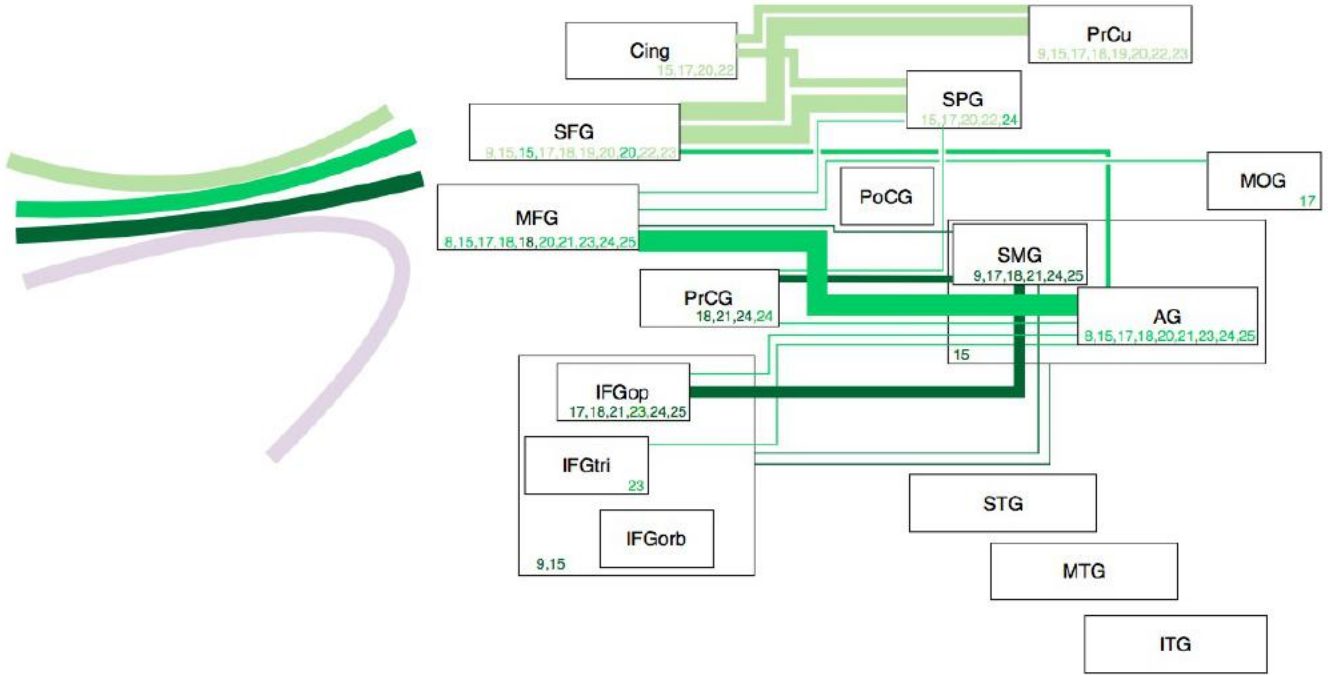 Cing
15,17,20,22
PrCu
9,15,17,18,19,20,22,23
SPG
15,17,20,22,24
SFG
9,15,15,17,18,19,20,20,22,23
MOG
17
PoCG
MFG
8,15,17,18,18,20,21,23,24,25
SMG
9,17,18,21,24,25
PrCG
18,21,24,24
AG
8,15,17,18,20,21,23,24,25
15
IFGop
17,18,21,23,24,25
IFGtri
23
IFGorb
9,15
STG
MTG
ITG